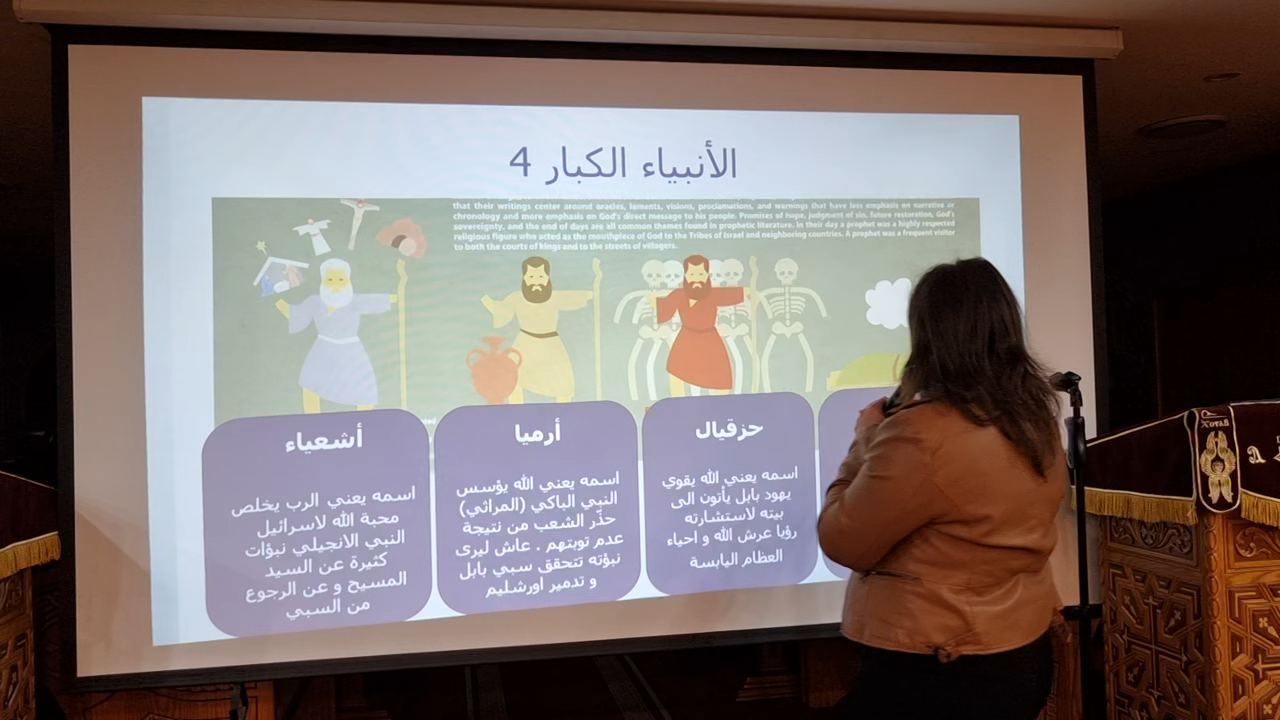 الأنبياء الكبار 4
that their writings center around oracles, laments, visions, proclamations, and warnings that have less emphasis on narrative or
chronology and more emphasis on God's direct message to his people. Promises of hope, judgment of sin, future restoration, God's
sovereignty, and the end of days are all common themes found in prophetic literature. In their day a prophet was a highly respected
religious figure who acted as the mouthpiece of God to the Tribes of Israel and neighboring countries. A prophet was a frequent visitor
to both the courts of kings and to the streets of villagers.
أشعياء
اسمه يعني الرب يخلص
محبة الله لاسرائيل
النبي الانجيلي نبؤات
كثيرة عن السيد
المسيح و عن الرجوع
من السبي
أرميا
اسمه يعني الله يؤسس
النبي الباكي (المراثي)
حذّر الشعب من نتيجة
عدم توبتهم . عاش ليرى
نبؤته تتحقق سبي بابل
و تدمير اورشليم
حزقيال
اسمه يعني الله يقوي
يهود بابل يأتون الى
بيته لاستشارته
رؤيا عرش الله و احياء
العظام اليابسة